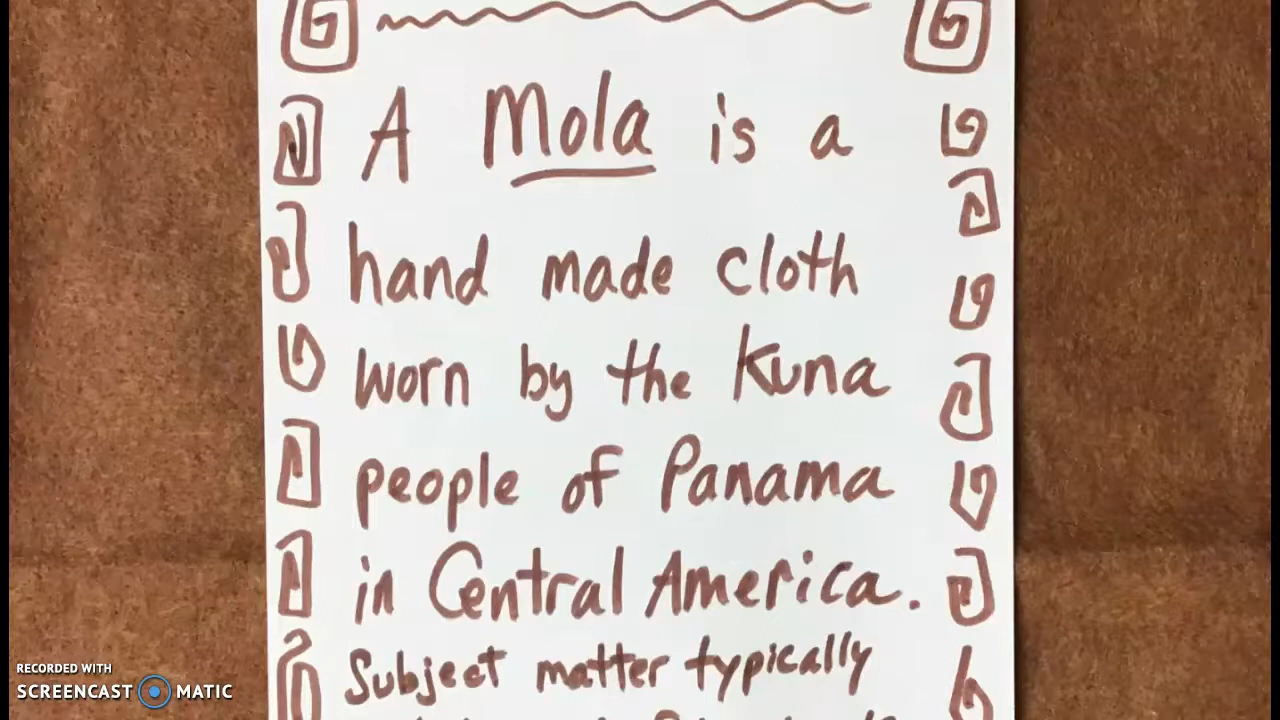 A Mola is a
hand made cloth
worn by the Kuna
people of Panama
in Central America.
Subject matter typically
RECORDED WITH
SCREENCAST MATIC